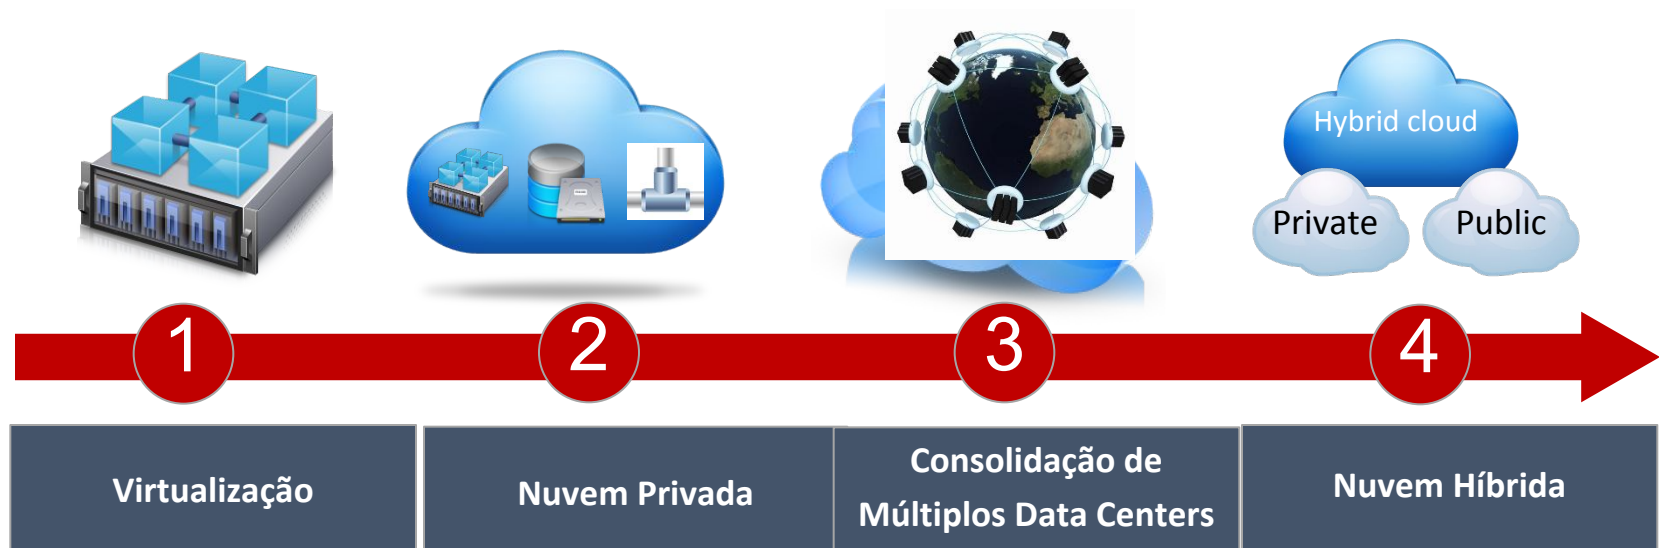 Hybrid cloud
Private
Public
1
2
3
4
Virtualização
Nuvem Privada
Consolidação de
Múltiplos Data Centers
Nuvem Híbrida